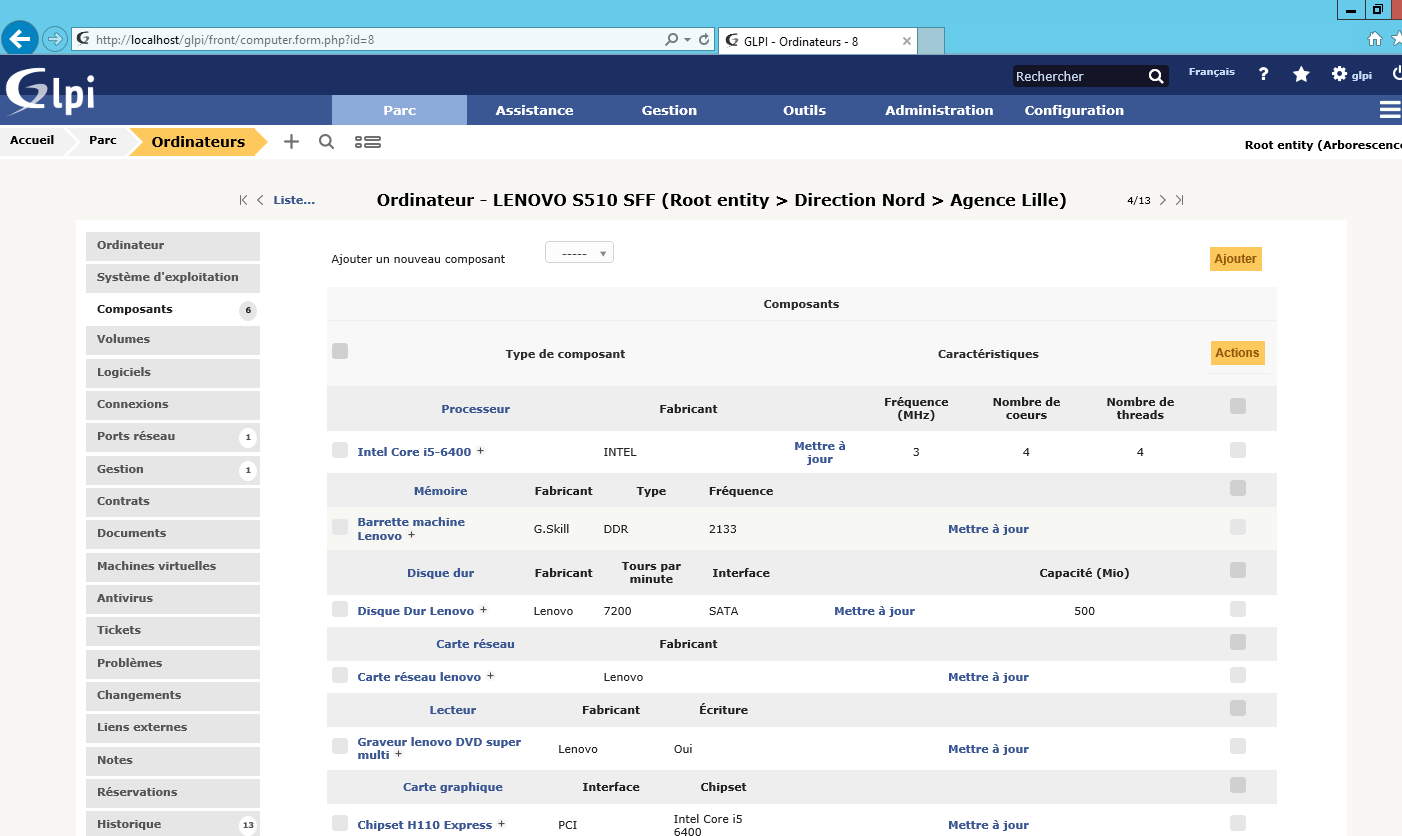 http://localhost/glpi/front/computer.form.php?id=8
GLPI - Ordinateurs - 8
Glpi
Rechercher
Français
?
glpi
Parc Assistance Gestion Outils Administration Configuration
Accueil Parc Ordinateurs
Root entity (Arborescence
Liste...
Ordinateur - LENOVO S510 SFF (Root entity > Direction Nord > Agence Lille)
4/13
Ordinateur
Système d'exploitation
Composants 6
Volumes
Logiciels
Connexions
Ports réseau 1
Gestion 1
Contrats
Documents
Machines virtuelles
Antivirus
Tickets
Problèmes
Changements
Liens externes
Notes
Réservations
Historique 13
Ajouter un nouveau composant ----- Ajouter
Composants
Type de composant Caractéristiques Actions
Processeur Fabricant Fréquence (MHz) Nombre de coeurs Nombre de threads
Intel Core i5-6400 + INTEL Mettre à jour 3 4 4
Mémoire Fabricant Type Fréquence
Barrette machine Lenovo + G.Skill DDR 2133 Mettre à jour
Disque dur Fabricant Tours par minute Interface Capacité (Mio)
Disque Dur Lenovo + Lenovo 7200 SATA Mettre à jour 500
Carte réseau Fabricant
Carte réseau lenovo + Lenovo Mettre à jour
Lecteur Fabricant Écriture
Graveur lenovo DVD super multi + Lenovo Oui Mettre à jour
Carte graphique Interface Chipset
Chipset H110 Express + PCI Intel Core i5 6400 Mettre à jour